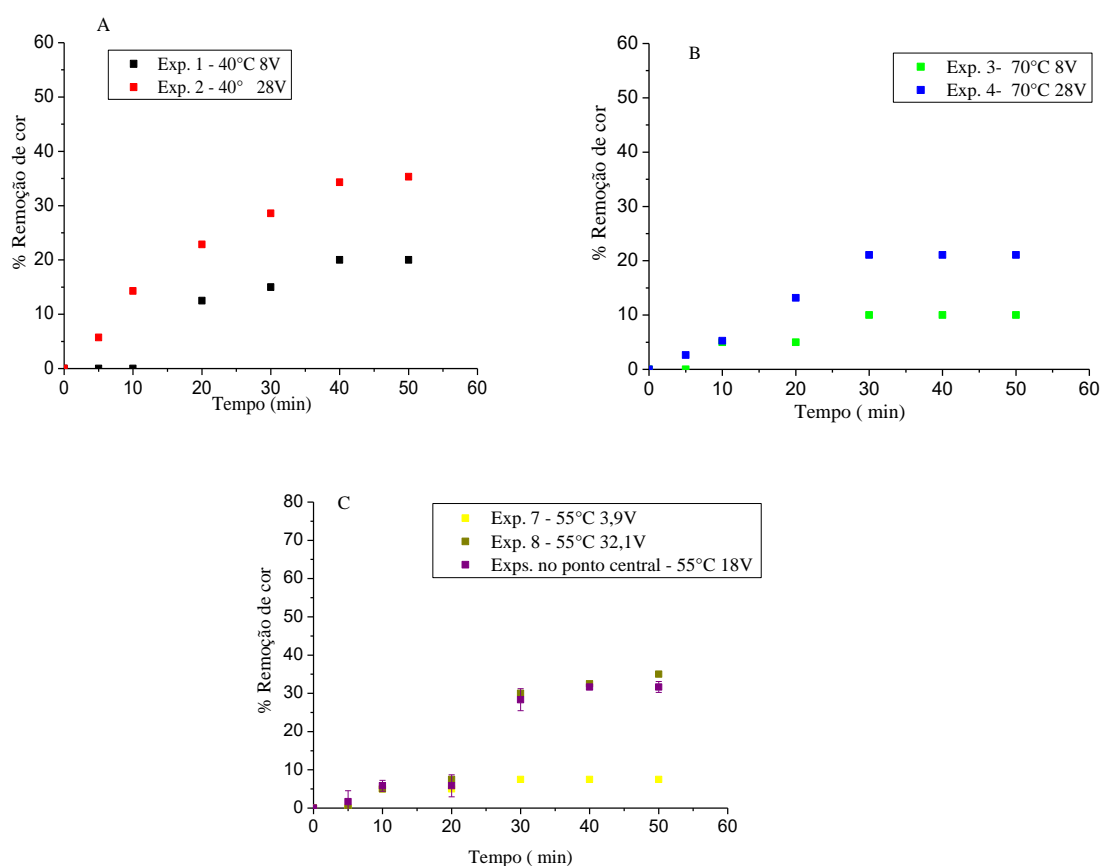 A
Exp. 1 - 40°C 8V
Exp. 2 - 40° 28V
% Remoção de cor
60
50
40
30
20
10
0
0 10 20 30 40 50 60
Tempo (min)
B
Exp. 3- 70°C 8V
Exp. 4- 70°C 28V
% Remoção de cor
60
50
40
30
20
10
0
0 10 20 30 40 50 60
Tempo ( min)
C
Exp. 7 - 55°C 3,9V
Exp. 8 - 55°C 32,1V
Exps. no ponto central - 55°C 18V
% Remoção de cor
80
70
60
50
40
30
20
10
0
0 10 20 30 40 50 60
Tempo ( min)